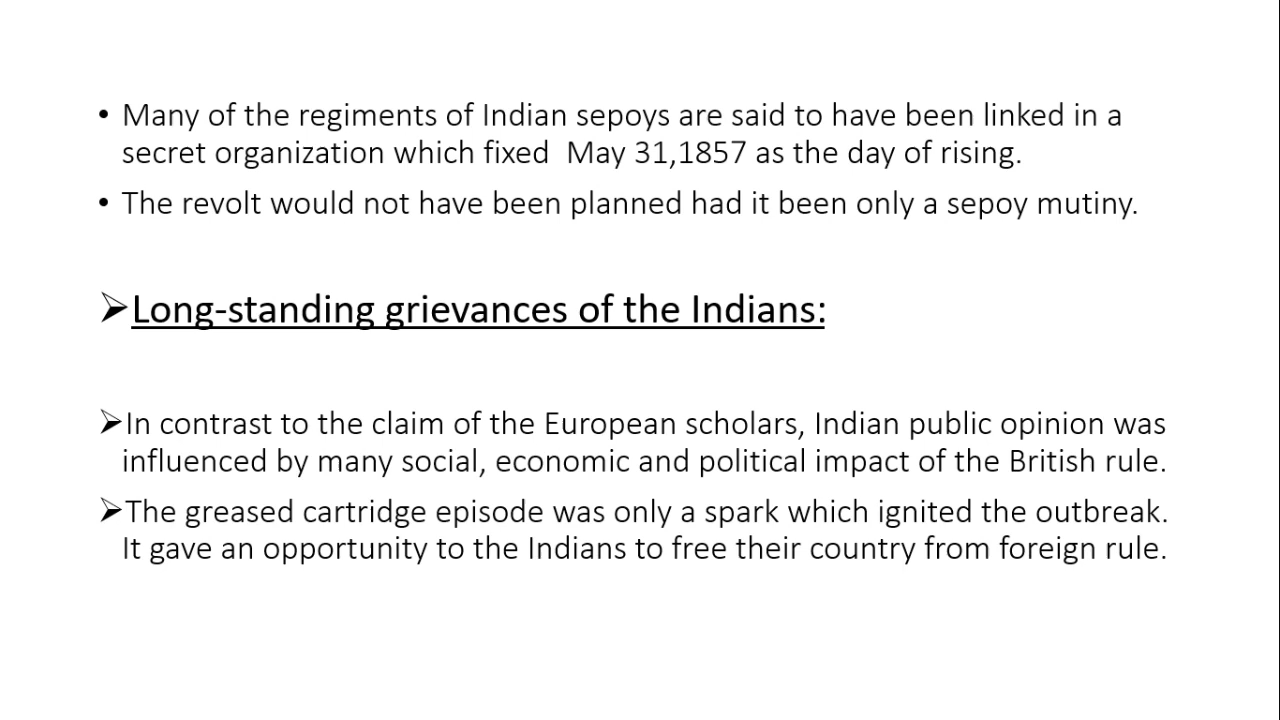 • Many of the regiments of Indian sepoys are said to have been linked in a
secret organization which fixed  May 31,1857 as the day of rising.
• The revolt would not have been planned had it been only a sepoy mutiny.
➢Long-standing grievances of the Indians:
➢In contrast to the claim of the European scholars, Indian public opinion was
influenced by many social, economic and political impact of the British rule.
➢The greased cartridge episode was only a spark which ignited the outbreak.
It gave an opportunity to the Indians to free their country from foreign rule.